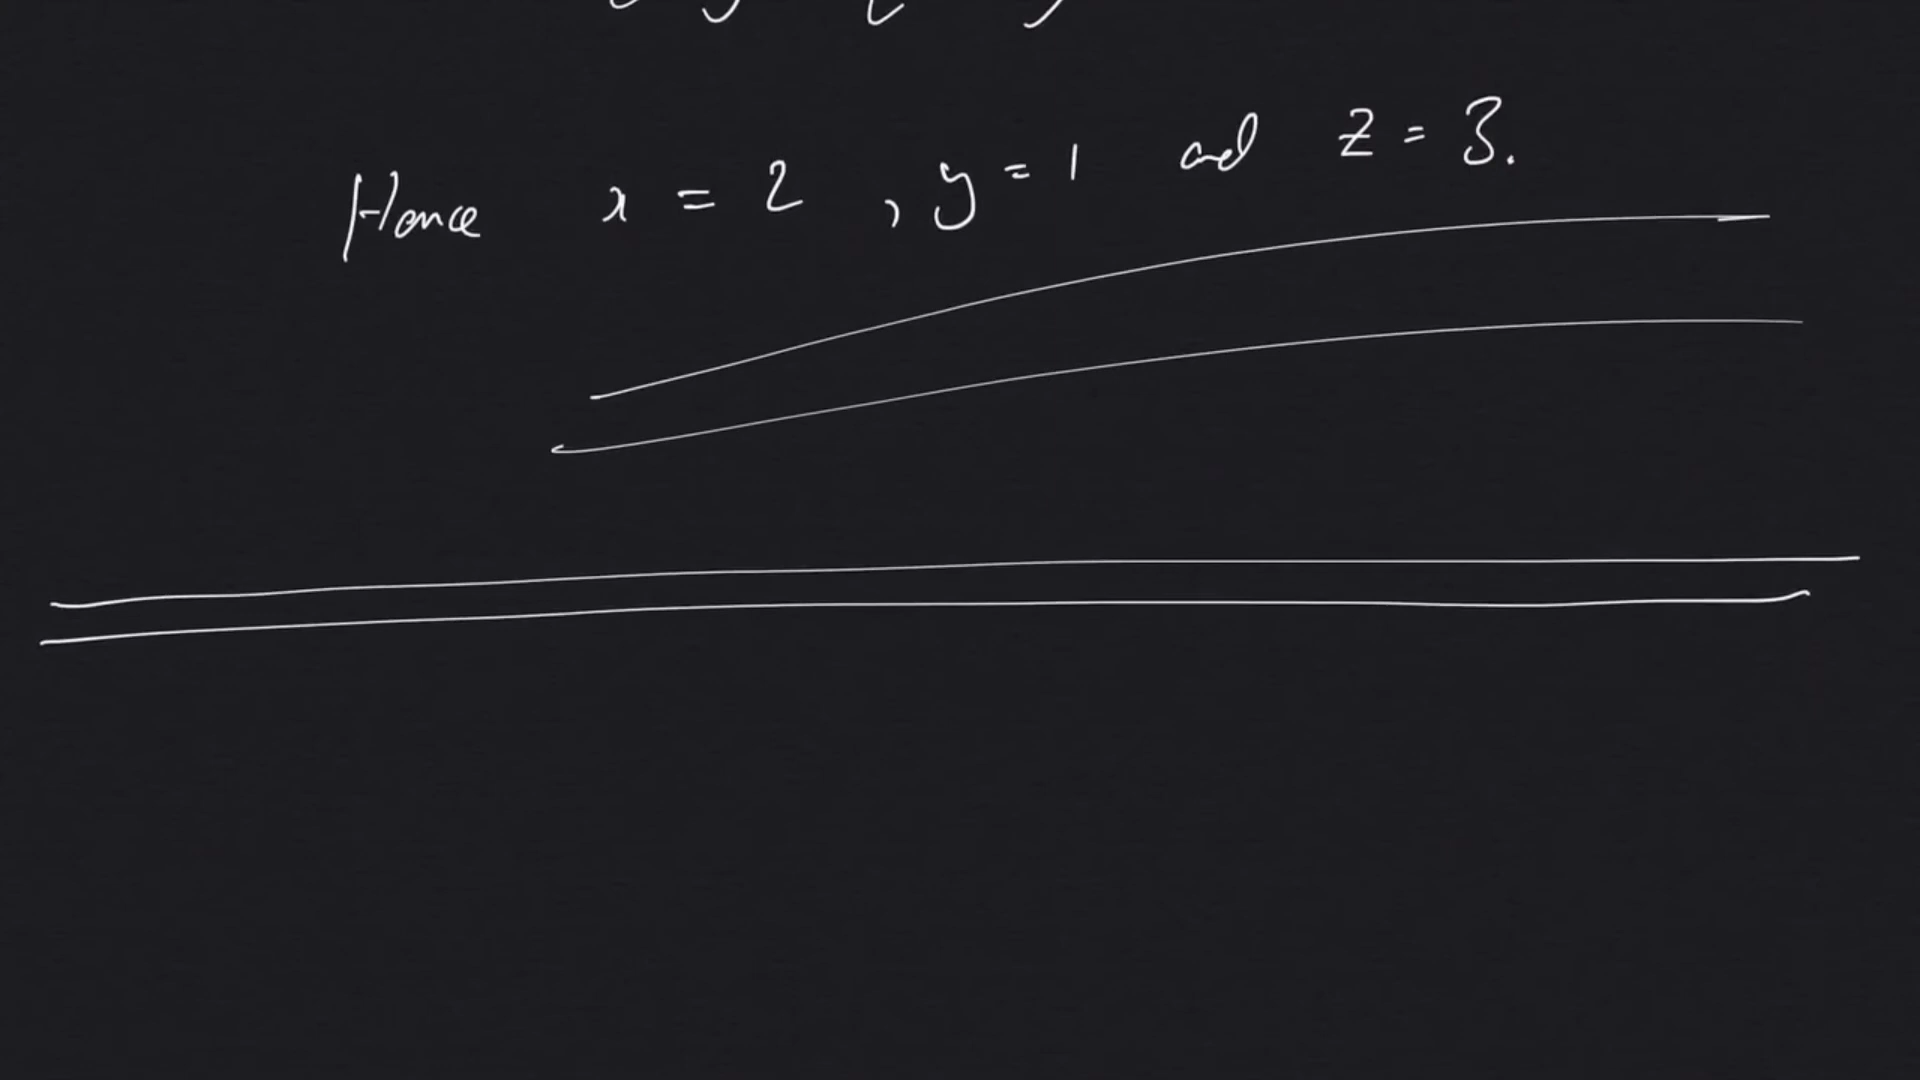 Hence x = 2 , y = 1 and z = 3.